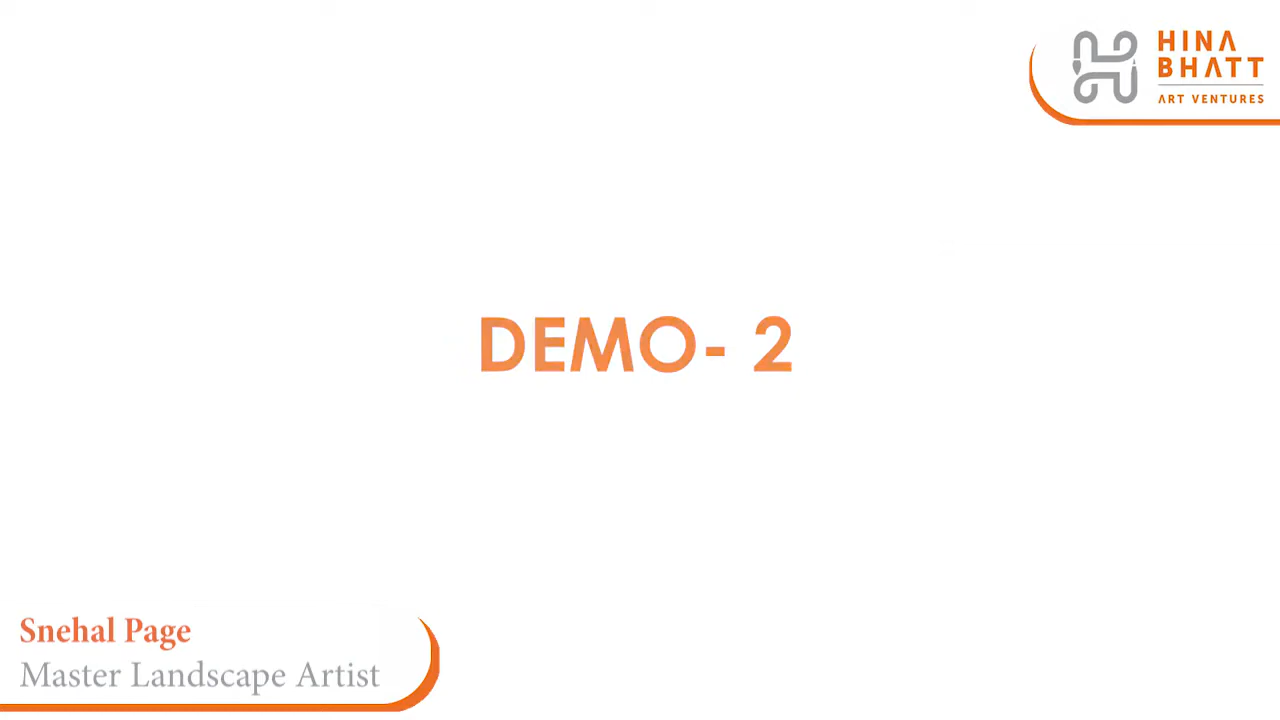 HINA
BHATT
ART VENTURES
DEMO- 2
Snehal Page
Master Landscape Artist